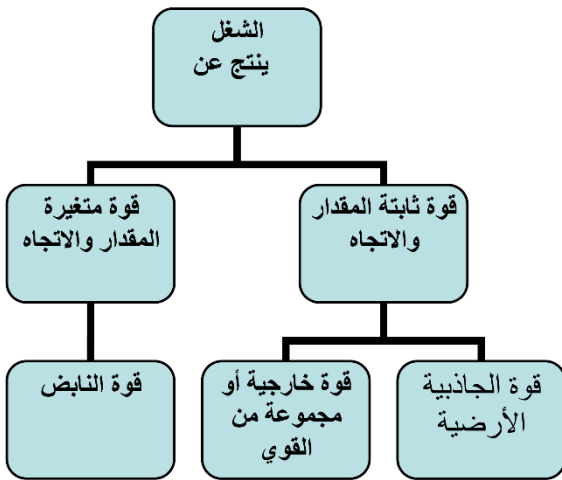 الشغل
ينتج عن
قوة ثابتة المقدار
والاتجاه
قوة متغيرة
المقدار والاتجاه
قوة الجاذبية
الأرضية
قوة خارجية أو
مجموعة من
القوي
قوة النابض